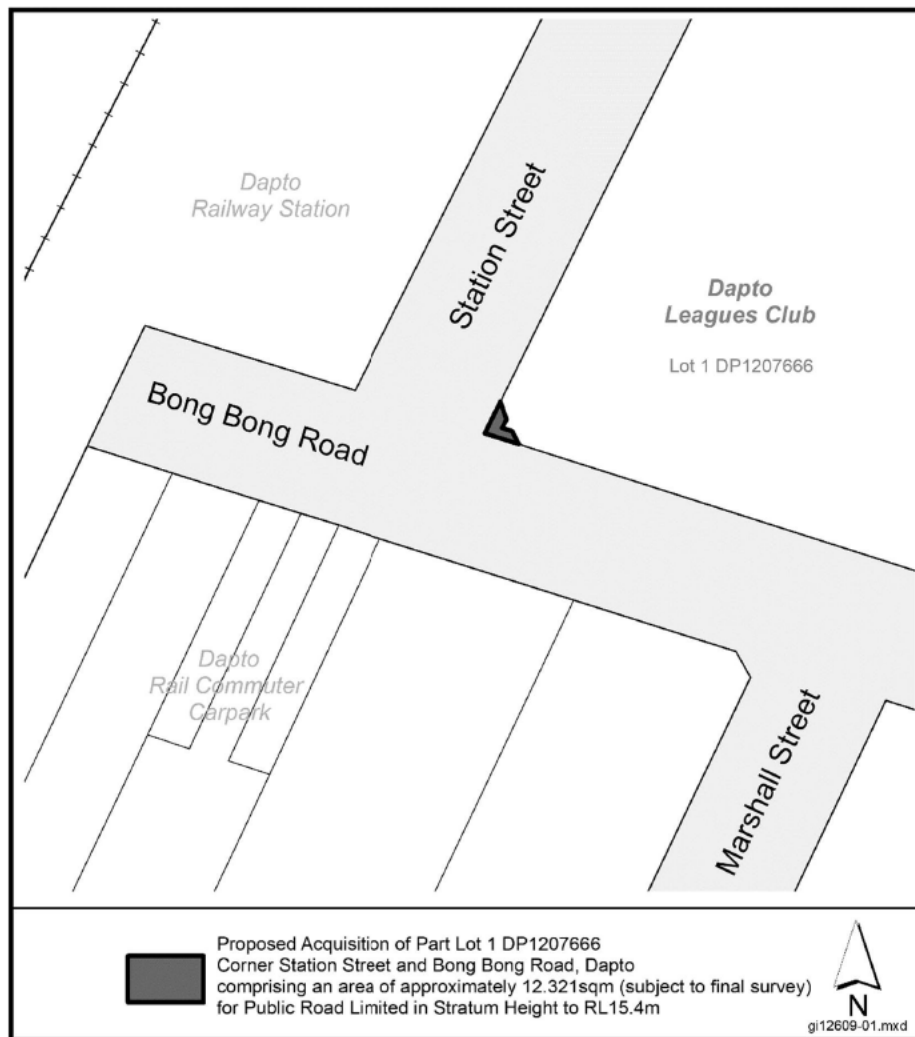 Station Street
Dapto
Railway Station
Dapto
Leagues Club
Lot 1 DP1207666
Bong Bong Road
Dapto
Rail Commuter
Carpark
Marshall Street
Proposed Acquisition of Part Lot 1 DP1207666
Corner Station Street and Bong Bong Road, Dapto
comprising an area of approximately 12.321sqm (subject to final survey)
for Public Road Limited in Stratum Height to RL15.4m
N
gi12609-01.mxd